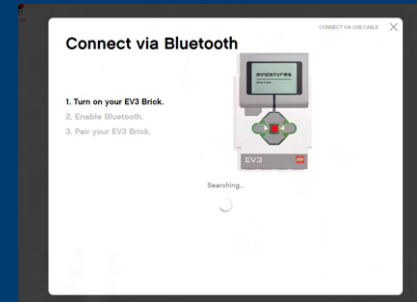 CONNECT VIA USB CABLE
Connect via Bluetooth
1. Turn on your EV3 Brick.
2. Enable Bluetooth.
3. Pair your EV3 Brick.
MINDSTORMS
EV3
Searching...